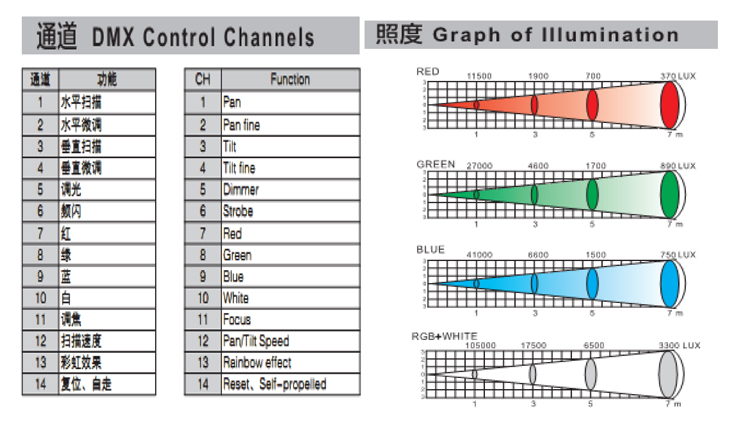 通道 DMX Control Channels
通道 功能
1 水平扫描
2 水平微调
3 垂直扫描
4 垂直微调
5 调光
6 频闪
7 红
8 绿
9 蓝
10 白
11 调焦
12 扫描速度
13 彩虹效果
14 复位、自走
CH Function
1 Pan
2 Pan fine
3 Tilt
4 Tilt fine
5 Dimmer
6 Strobe
7 Red
8 Green
9 Blue
10 White
11 Focus
12 Pan/Tilt Speed
13 Rainbow effect
14 Reset、Self-propelled
照度 Graph of Illumination
RED
11500 1900 700 370 LUX
1 3 5 7 m
GREEN
27000 4600 1700 890 LUX
1 3 5 7 m
BLUE
41000 6600 1500 750 LUX
1 3 5 7 m
RGB+WHITE
105000 17500 6500 3300 LUX
1 3 5 7 m